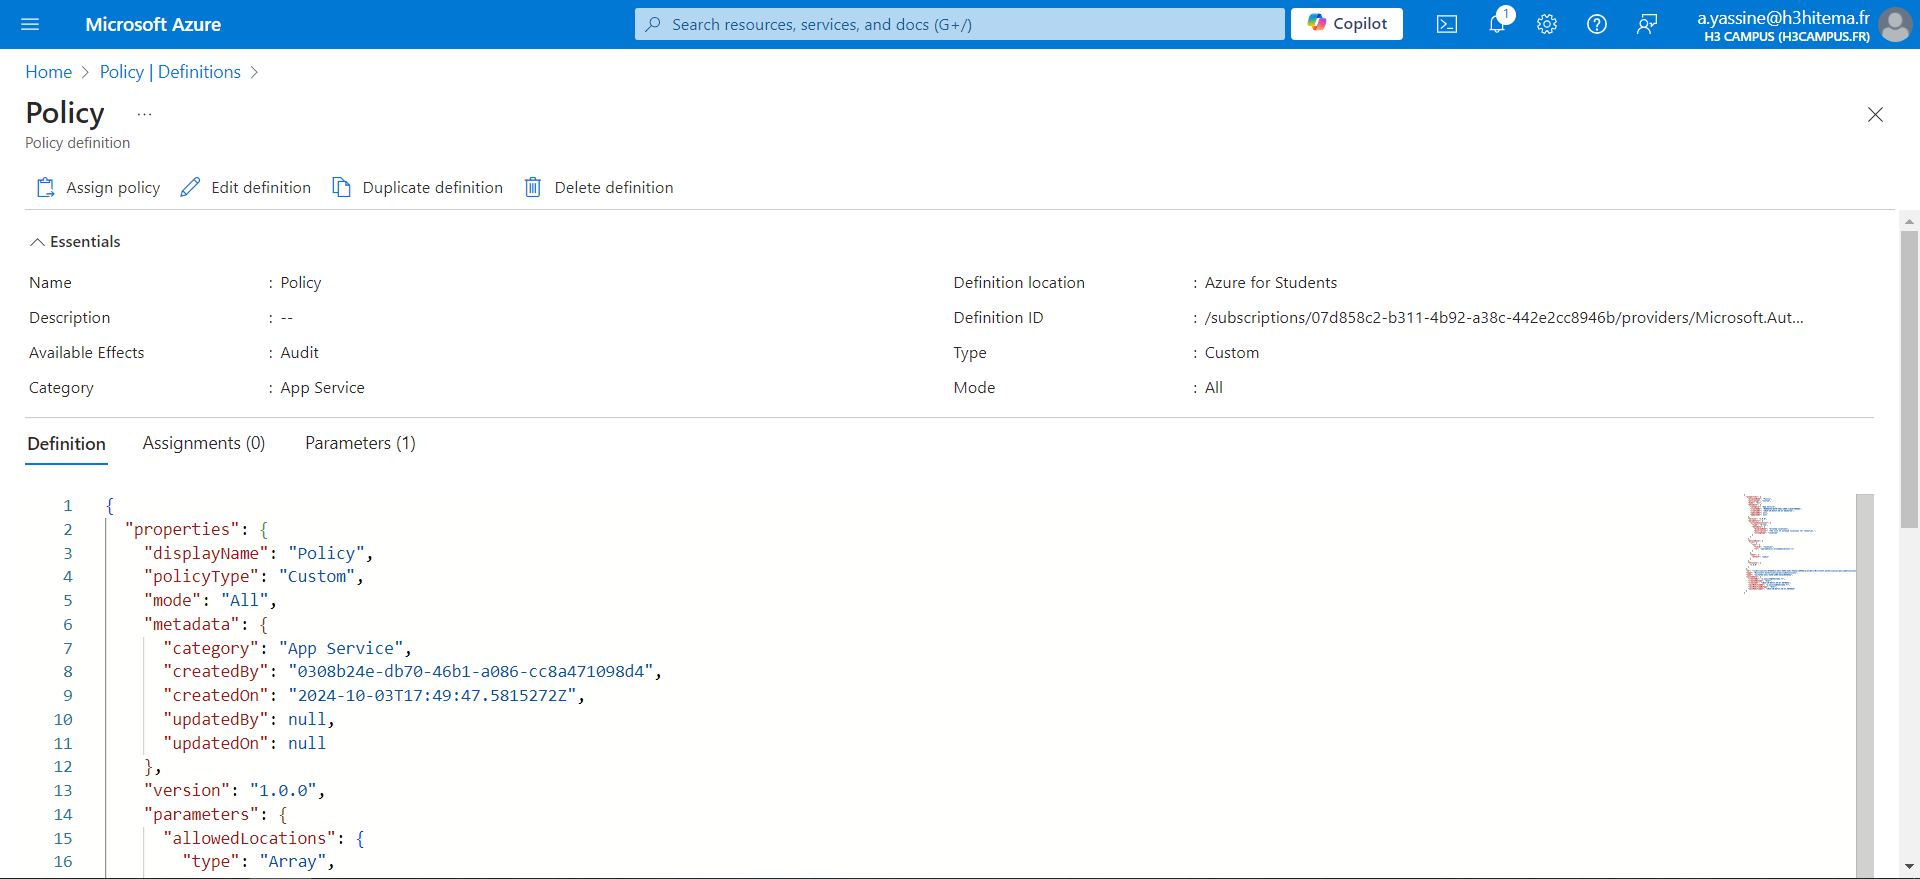 Microsoft Azure
Search resources, services, and docs (G+/)
Copilot
1
a.yassine@h3hitema.fr
H3 CAMPUS (H3CAMPUS.FR)
Home > Policy | Definitions >
Policy ...
Policy definition
Assign policy Edit definition Duplicate definition Delete definition
Essentials
Name : Policy
Definition location : Azure for Students
Description : --
Definition ID : /subscriptions/07d858c2-b311-4b92-a38c-442e2cc8946b/providers/Microsoft.Aut...
Available Effects : Audit
Type : Custom
Category : App Service
Mode : All
Definition Assignments (0) Parameters (1)
1 {
2 "properties": {
3 "displayName": "Policy",
4 "policyType": "Custom",
5 "mode": "All",
6 "metadata": {
7 "category": "App Service",
8 "createdBy": "0308b24e-db70-46b1-a086-cc8a471098d4",
9 "createdOn": "2024-10-03T17:49:47.5815272Z",
10 "updatedBy": null,
11 "updatedOn": null
12 },
13 "version": "1.0.0",
14 "parameters": {
15 "allowedLocations": {
16 "type": "Array",